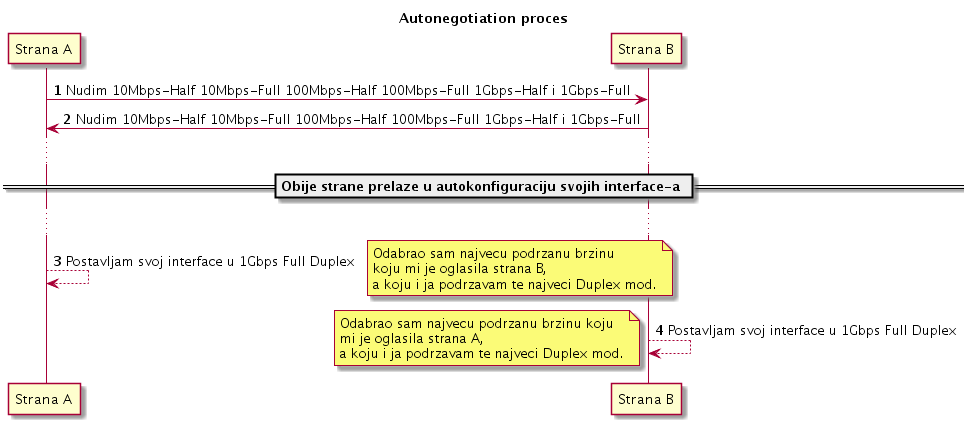 Autonegotiation proces
Strana A
Strana B
1 Nudim 10Mbps-Half 10Mbps-Full 100Mbps-Half 100Mbps-Full 1Gbps-Half i 1Gbps-Full
2 Nudim 10Mbps-Half 10Mbps-Full 100Mbps-Half 100Mbps-Full 1Gbps-Half i 1Gbps-Full
Obije strane prelaze u autokonfiguraciju svojih interface-a
3 Postavljam svoj interface u 1Gbps Full Duplex
Odabrao sam najvecu podrzanu brzinu
koju mi je oglasila strana B,
a koju i ja podrzavam te najveci Duplex mod.
Odabrao sam najvecu podrzanu brzinu koju
mi je oglasila strana A,
a koju i ja podrzavam te najveci Duplex mod.
4 Postavljam svoj interface u 1Gbps Full Duplex
Strana A
Strana B